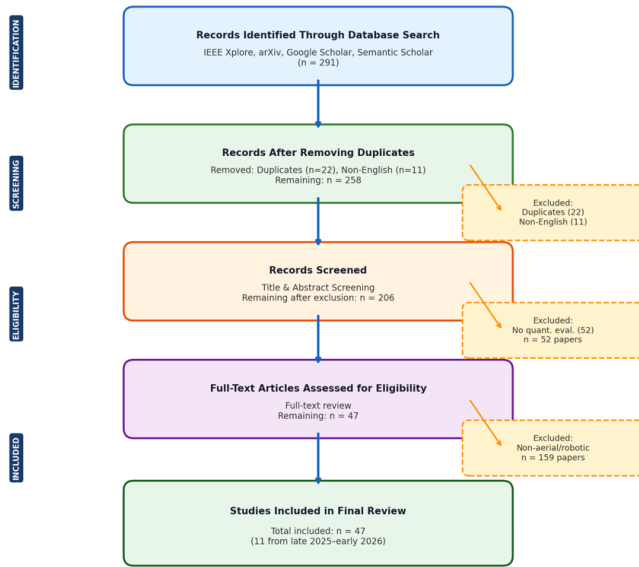 IDENTIFICATION
Records Identified Through Database Search
IEEE Xplore, arXiv, Google Scholar, Semantic Scholar
(n = 291)
SCREENING
Records After Removing Duplicates
Removed: Duplicates (n=22), Non-English (n=11)
Remaining: n = 258
Excluded:
Duplicates (22)
Non-English (11)
ELIGIBILITY
Records Screened
Title & Abstract Screening
Remaining after exclusion: n = 206
Excluded:
No quant. eval. (52)
n = 52 papers
Full-Text Articles Assessed for Eligibility
Full-text review
Remaining: n = 47
Excluded:
Non-aerial/robotic
n = 159 papers
INCLUDED
Studies Included in Final Review
Total included: n = 47
(11 from late 2025–early 2026)